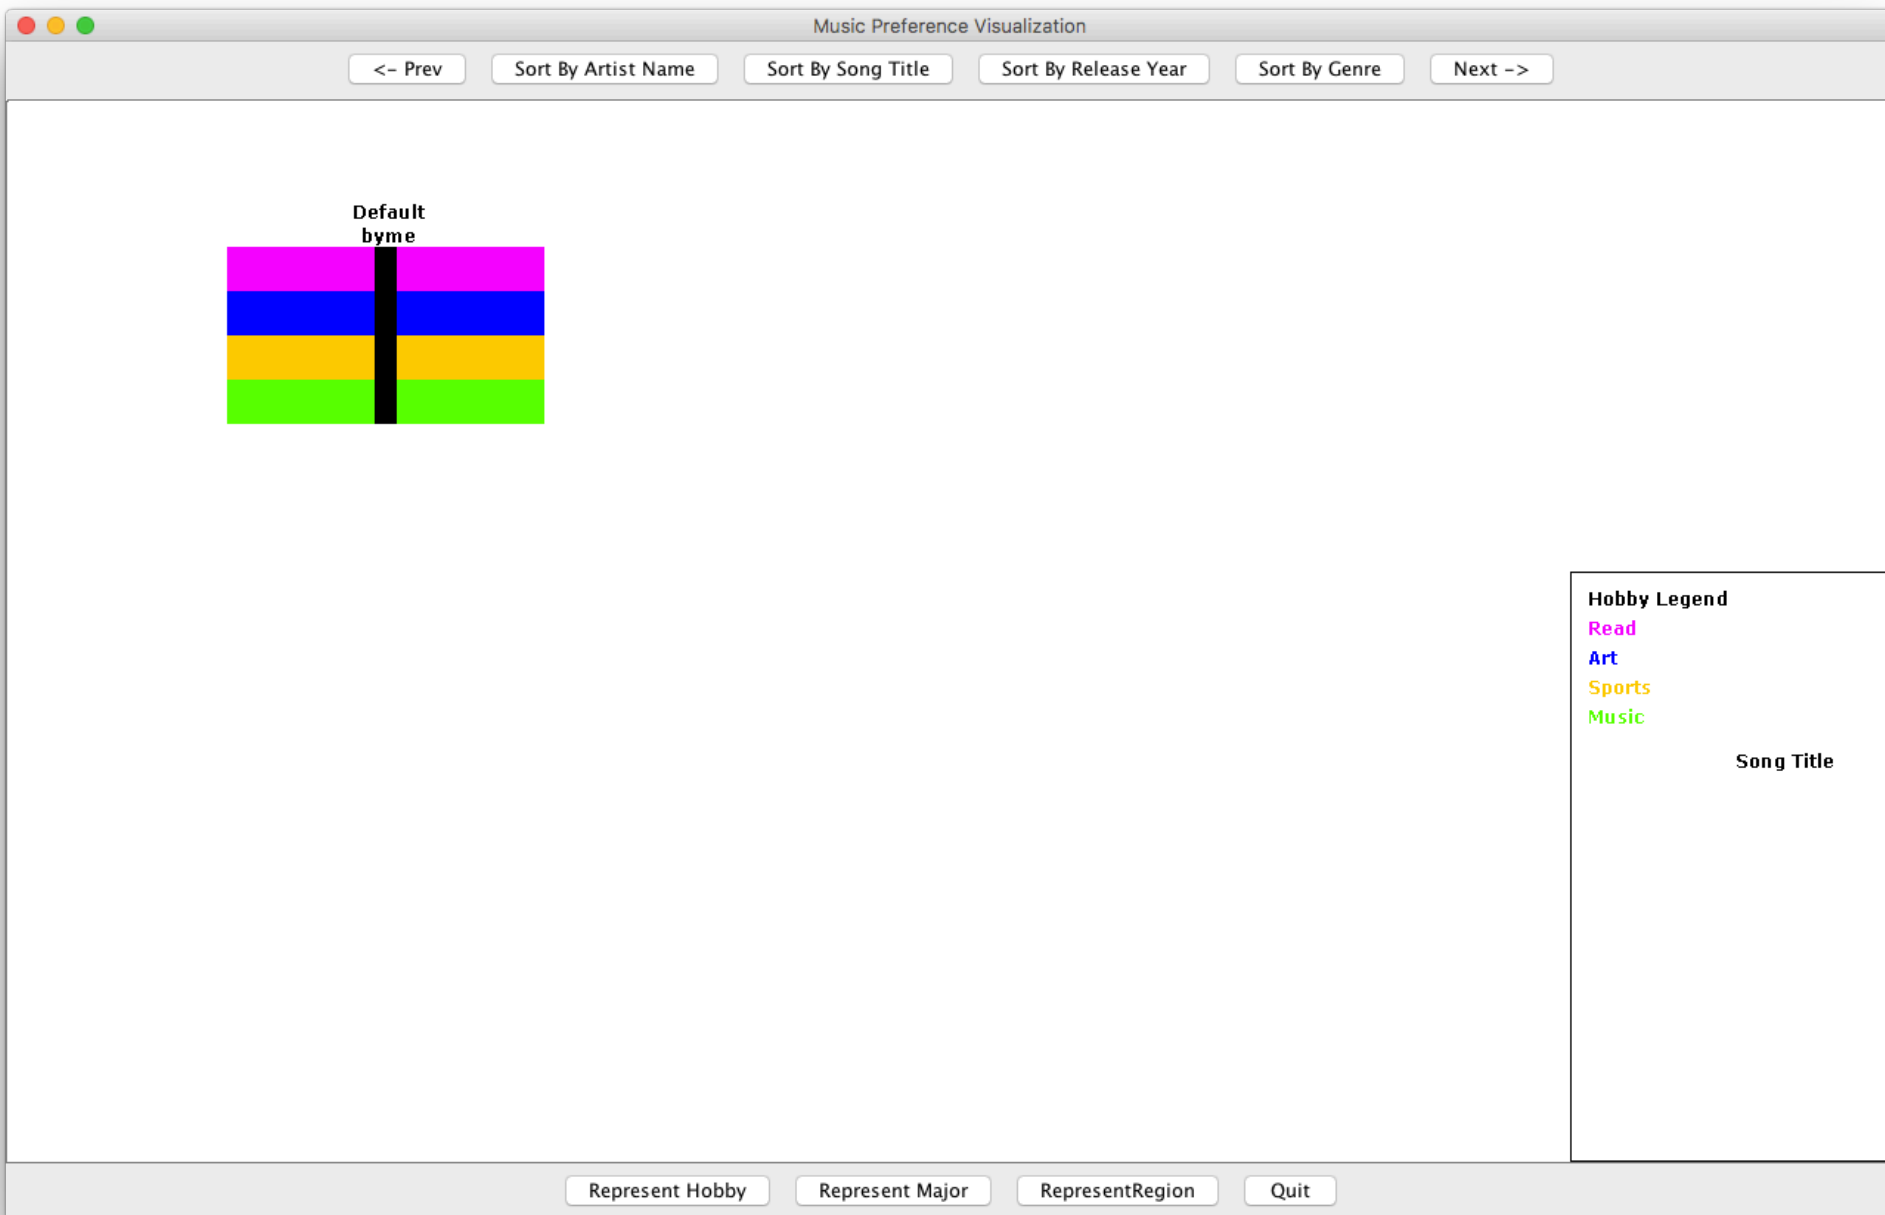 Music Preference Visualization
<- Prev
Sort By Artist Name
Sort By Song Title
Sort By Release Year
Sort By Genre
Next ->
Default
byme
Hobby Legend
Read
Art
Sports
Music
Song Title
Represent Hobby
Represent Major
RepresentRegion
Quit